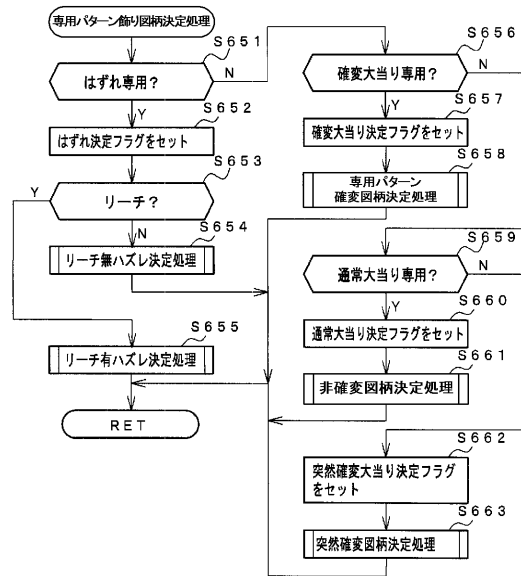 専用パターン飾り図柄決定処理
S651
はずれ専用?
N
Y
S652
はずれ決定フラグをセット
S653
Y
リーチ?
N
S654
リーチ無ハズレ決定処理
S655
リーチ有ハズレ決定処理
RET
S656
確変大当り専用?
N
Y
S657
確変大当り決定フラグをセット
S658
専用パターン
確変図柄決定処理
S659
通常大当り専用?
N
Y
S660
通常大当り決定フラグをセット
S661
非確変図柄決定処理
S662
突然確変大当り決定フラグ
をセット
S663
突然確変図柄決定処理